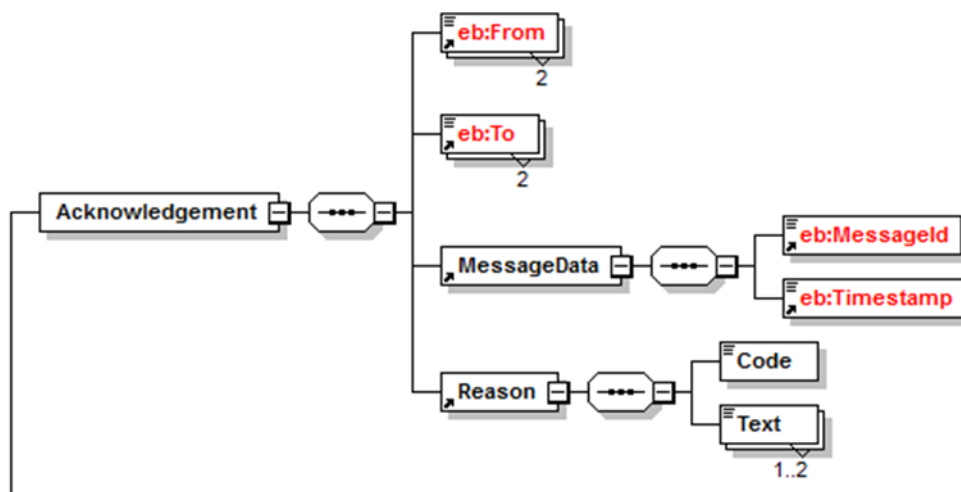 eb:From
2
eb:To
2
Acknowledgement
MessageData
eb:MessageId
eb:Timestamp
Reason
Code
Text
1..2